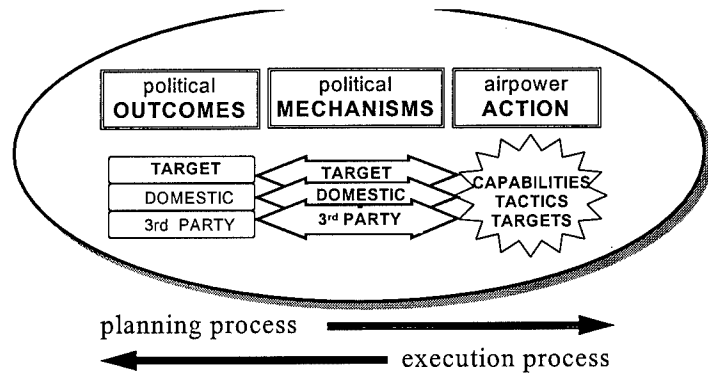 political
OUTCOMES
political
MECHANISMS
airpower
ACTION
TARGET
DOMESTIC
3rd PARTY
TARGET
DOMESTIC
3rd PARTY
CAPABILITIES
TACTICS
TARGETS
planning process
execution process